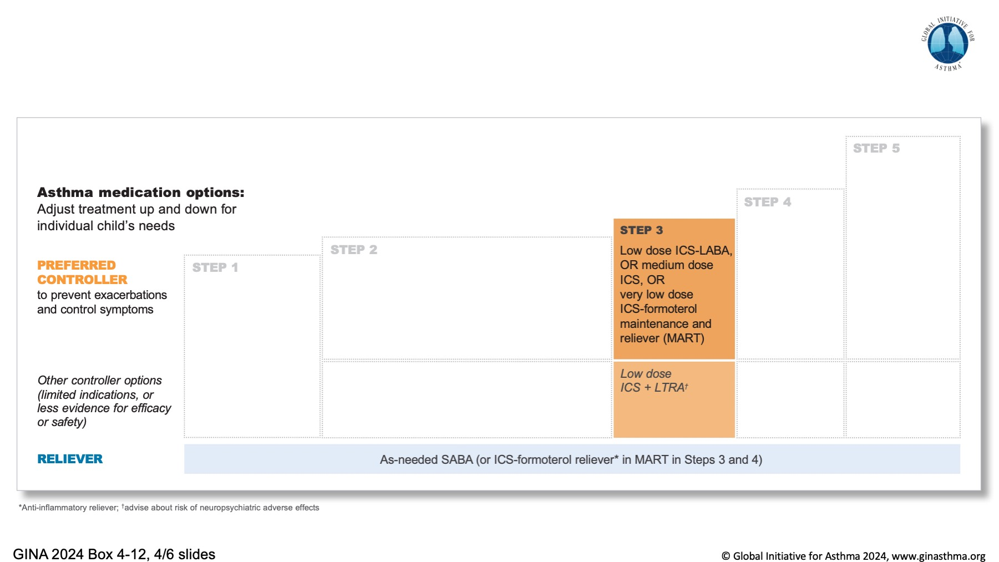 GLOBAL INITIATIVE FOR
ASTHMA
STEP 5
Asthma medication options:
Adjust treatment up and down for
individual child’s needs
STEP 4
STEP 3
Low dose ICS-LABA,
OR medium dose
ICS, OR
very low dose
ICS-formoterol
maintenance and
reliever (MART)
STEP 2
STEP 1
PREFERRED
CONTROLLER
to prevent exacerbations
and control symptoms
Other controller options
(limited indications, or
less evidence for efficacy
or safety)
Low dose
ICS + LTRA†
RELIEVER
As-needed SABA (or ICS-formoterol reliever* in MART in Steps 3 and 4)
*Anti-inflammatory reliever; †advise about risk of neuropsychiatric adverse effects
GINA 2024 Box 4-12, 4/6 slides
© Global Initiative for Asthma 2024, www.ginasthma.org